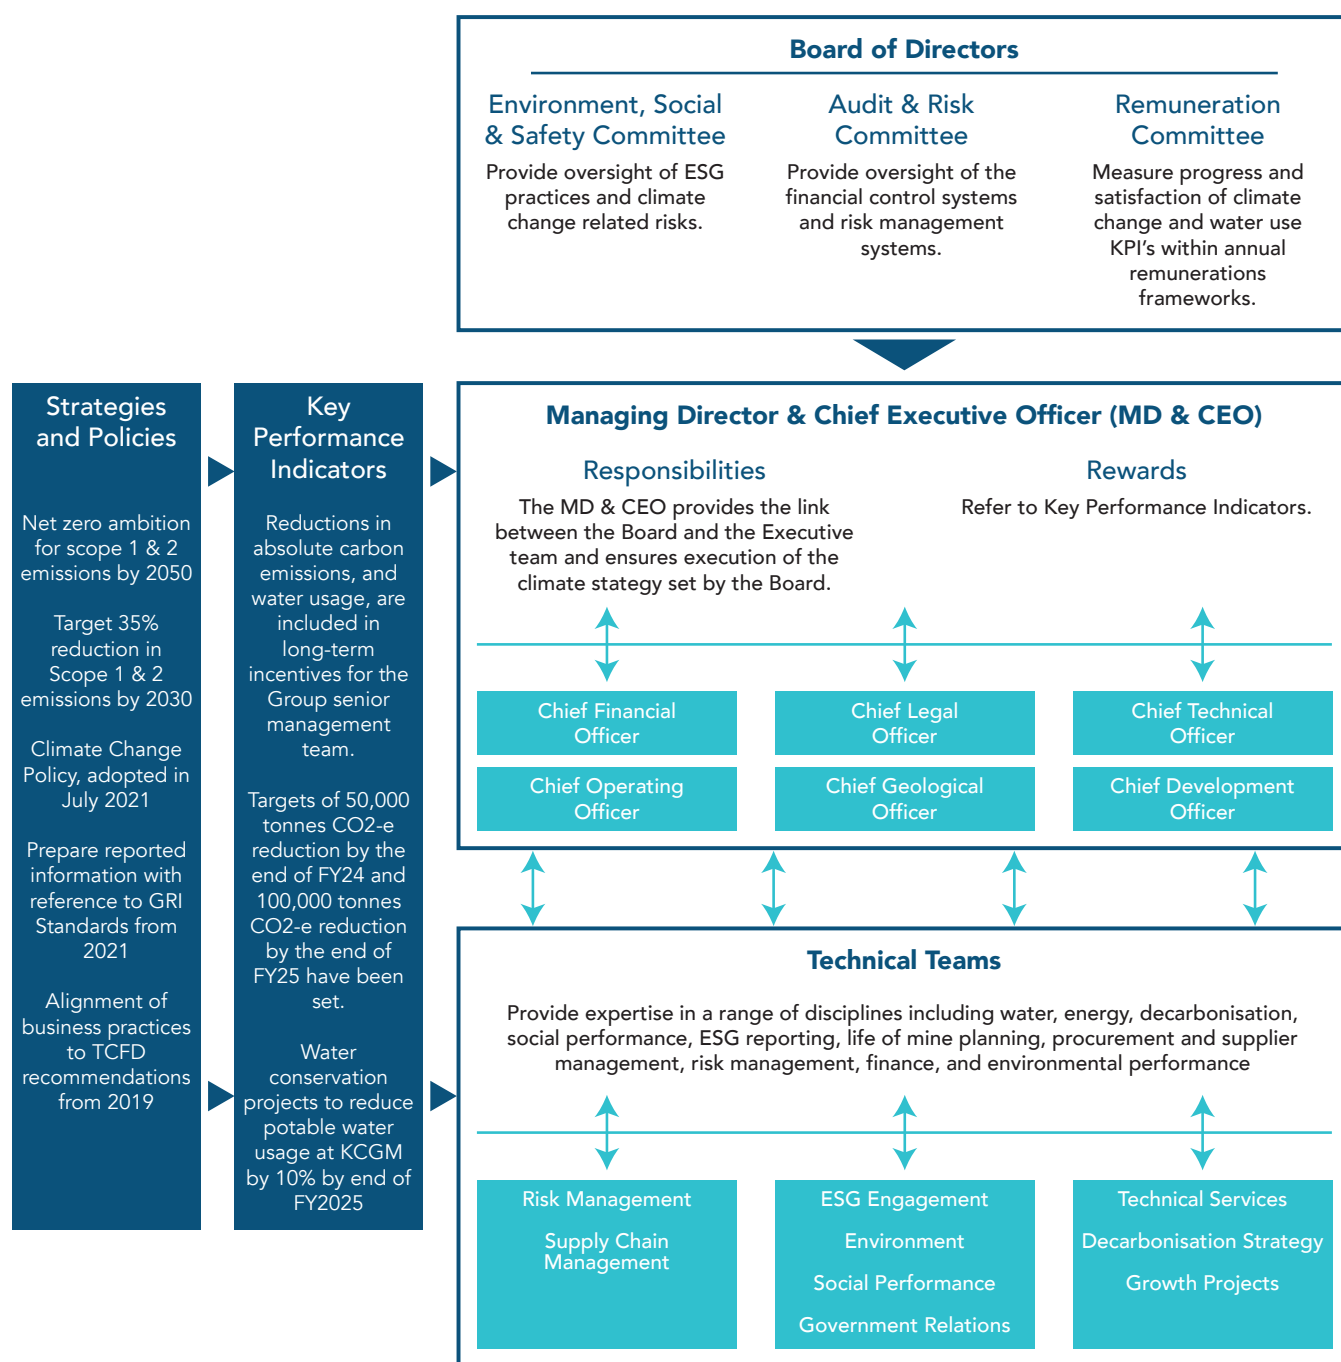 Board of Directors
Environment, Social
& Safety Committee
Provide oversight of ESG
practices and climate
change related risks.
Audit & Risk
Committee
Provide oversight of the
financial control systems
and risk management
systems.
Remuneration
Committee
Measure progress and
satisfaction of climate
change and water use
KPI's within annual
remunerations
frameworks.
Strategies
and Policies
Net zero ambition
for scope 1 & 2
emissions by 2050
Target 35%
reduction in
Scope 1 & 2
emissions by 2030
Climate Change
Policy, adopted in
July 2021
Prepare reported
information with
reference to GRI
Standards from
2021
Alignment of
business practices
to TCFD
recommendations
from 2019
Key
Performance
Indicators
Reductions in
absolute carbon
emissions, and
water usage, are
included in
long-term
incentives for the
Group senior
management
team.
Targets of 50,000
tonnes CO2-e
reduction by the
end of FY24 and
100,000 tonnes
CO2-e reduction
by the end of
FY25 have been
set.
Water
conservation
projects to reduce
potable water
usage at KCGM
by 10% by end of
FY2025
Managing Director & Chief Executive Officer (MD & CEO)
Responsibilities
The MD & CEO provides the link
between the Board and the Executive
team and ensures execution of the
climate stategy set by the Board.
Rewards
Refer to Key Performance Indicators.
Chief Financial
Officer
Chief Legal
Officer
Chief Technical
Officer
Chief Operating
Officer
Chief Geological
Officer
Chief Development
Officer
Technical Teams
Provide expertise in a range of disciplines including water, energy, decarbonisation,
social performance, ESG reporting, life of mine planning, procurement and supplier
management, risk management, finance, and environmental performance
Risk Management
Supply Chain
Management
ESG Engagement
Environment
Social Performance
Government Relations
Technical Services
Decarbonisation Strategy
Growth Projects